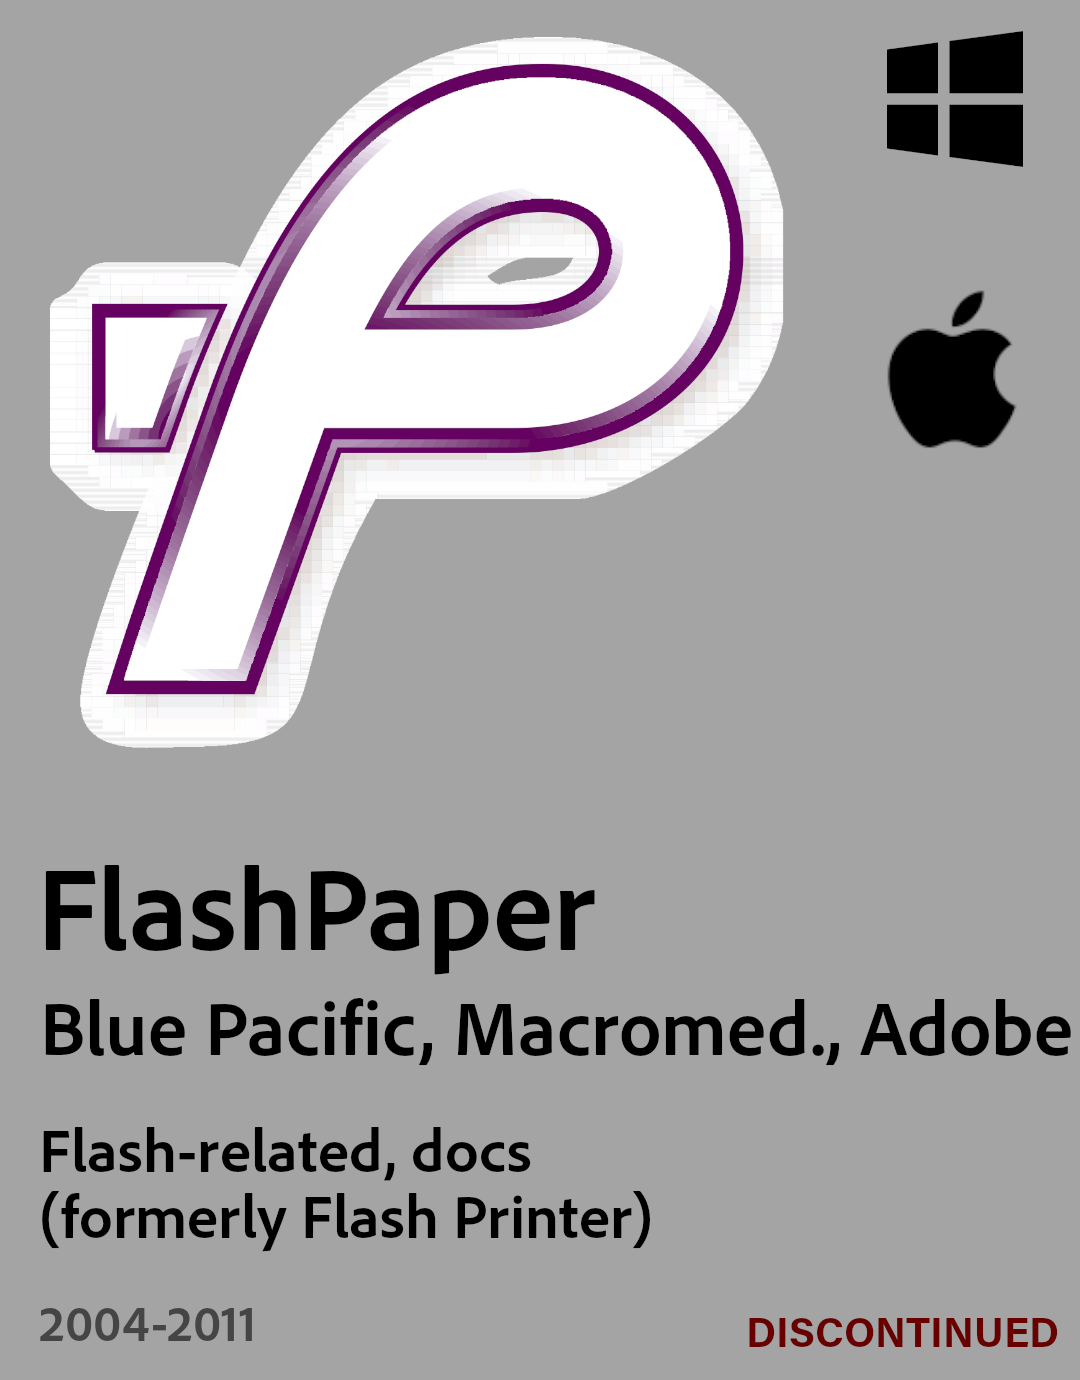 FlashPaper
Blue Pacific, Macromed., Adobe
Flash-related, docs
(formerly Flash Printer)
2004-2011
DISCONTINUED